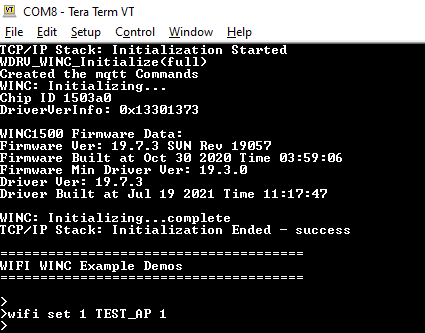 COM8 - Tera Term VT
File Edit Setup Control Window Help
TCP/IP Stack: Initialization Started
WDRV_WINC_Initialize(full)
Created the mqtt Commands
WINC: Initializing...
Chip ID 1503a0
DriverVerInfo: 0x13301373
WINC1500 Firmware Data:
Firmware Ver: 19.7.3 SVN Rev 19057
Firmware Built at Oct 30 2020 Time 03:59:06
Firmware Min Driver Ver: 19.3.0
Driver Ver: 19.7.3
Driver Built at Jul 19 2021 Time 11:17:47
WINC: Initializing...complete
TCP/IP Stack: Initialization Ended - success
========================================
WIFI WINC Example Demos
========================================
>
>wifi set 1 TEST_AP 1
>